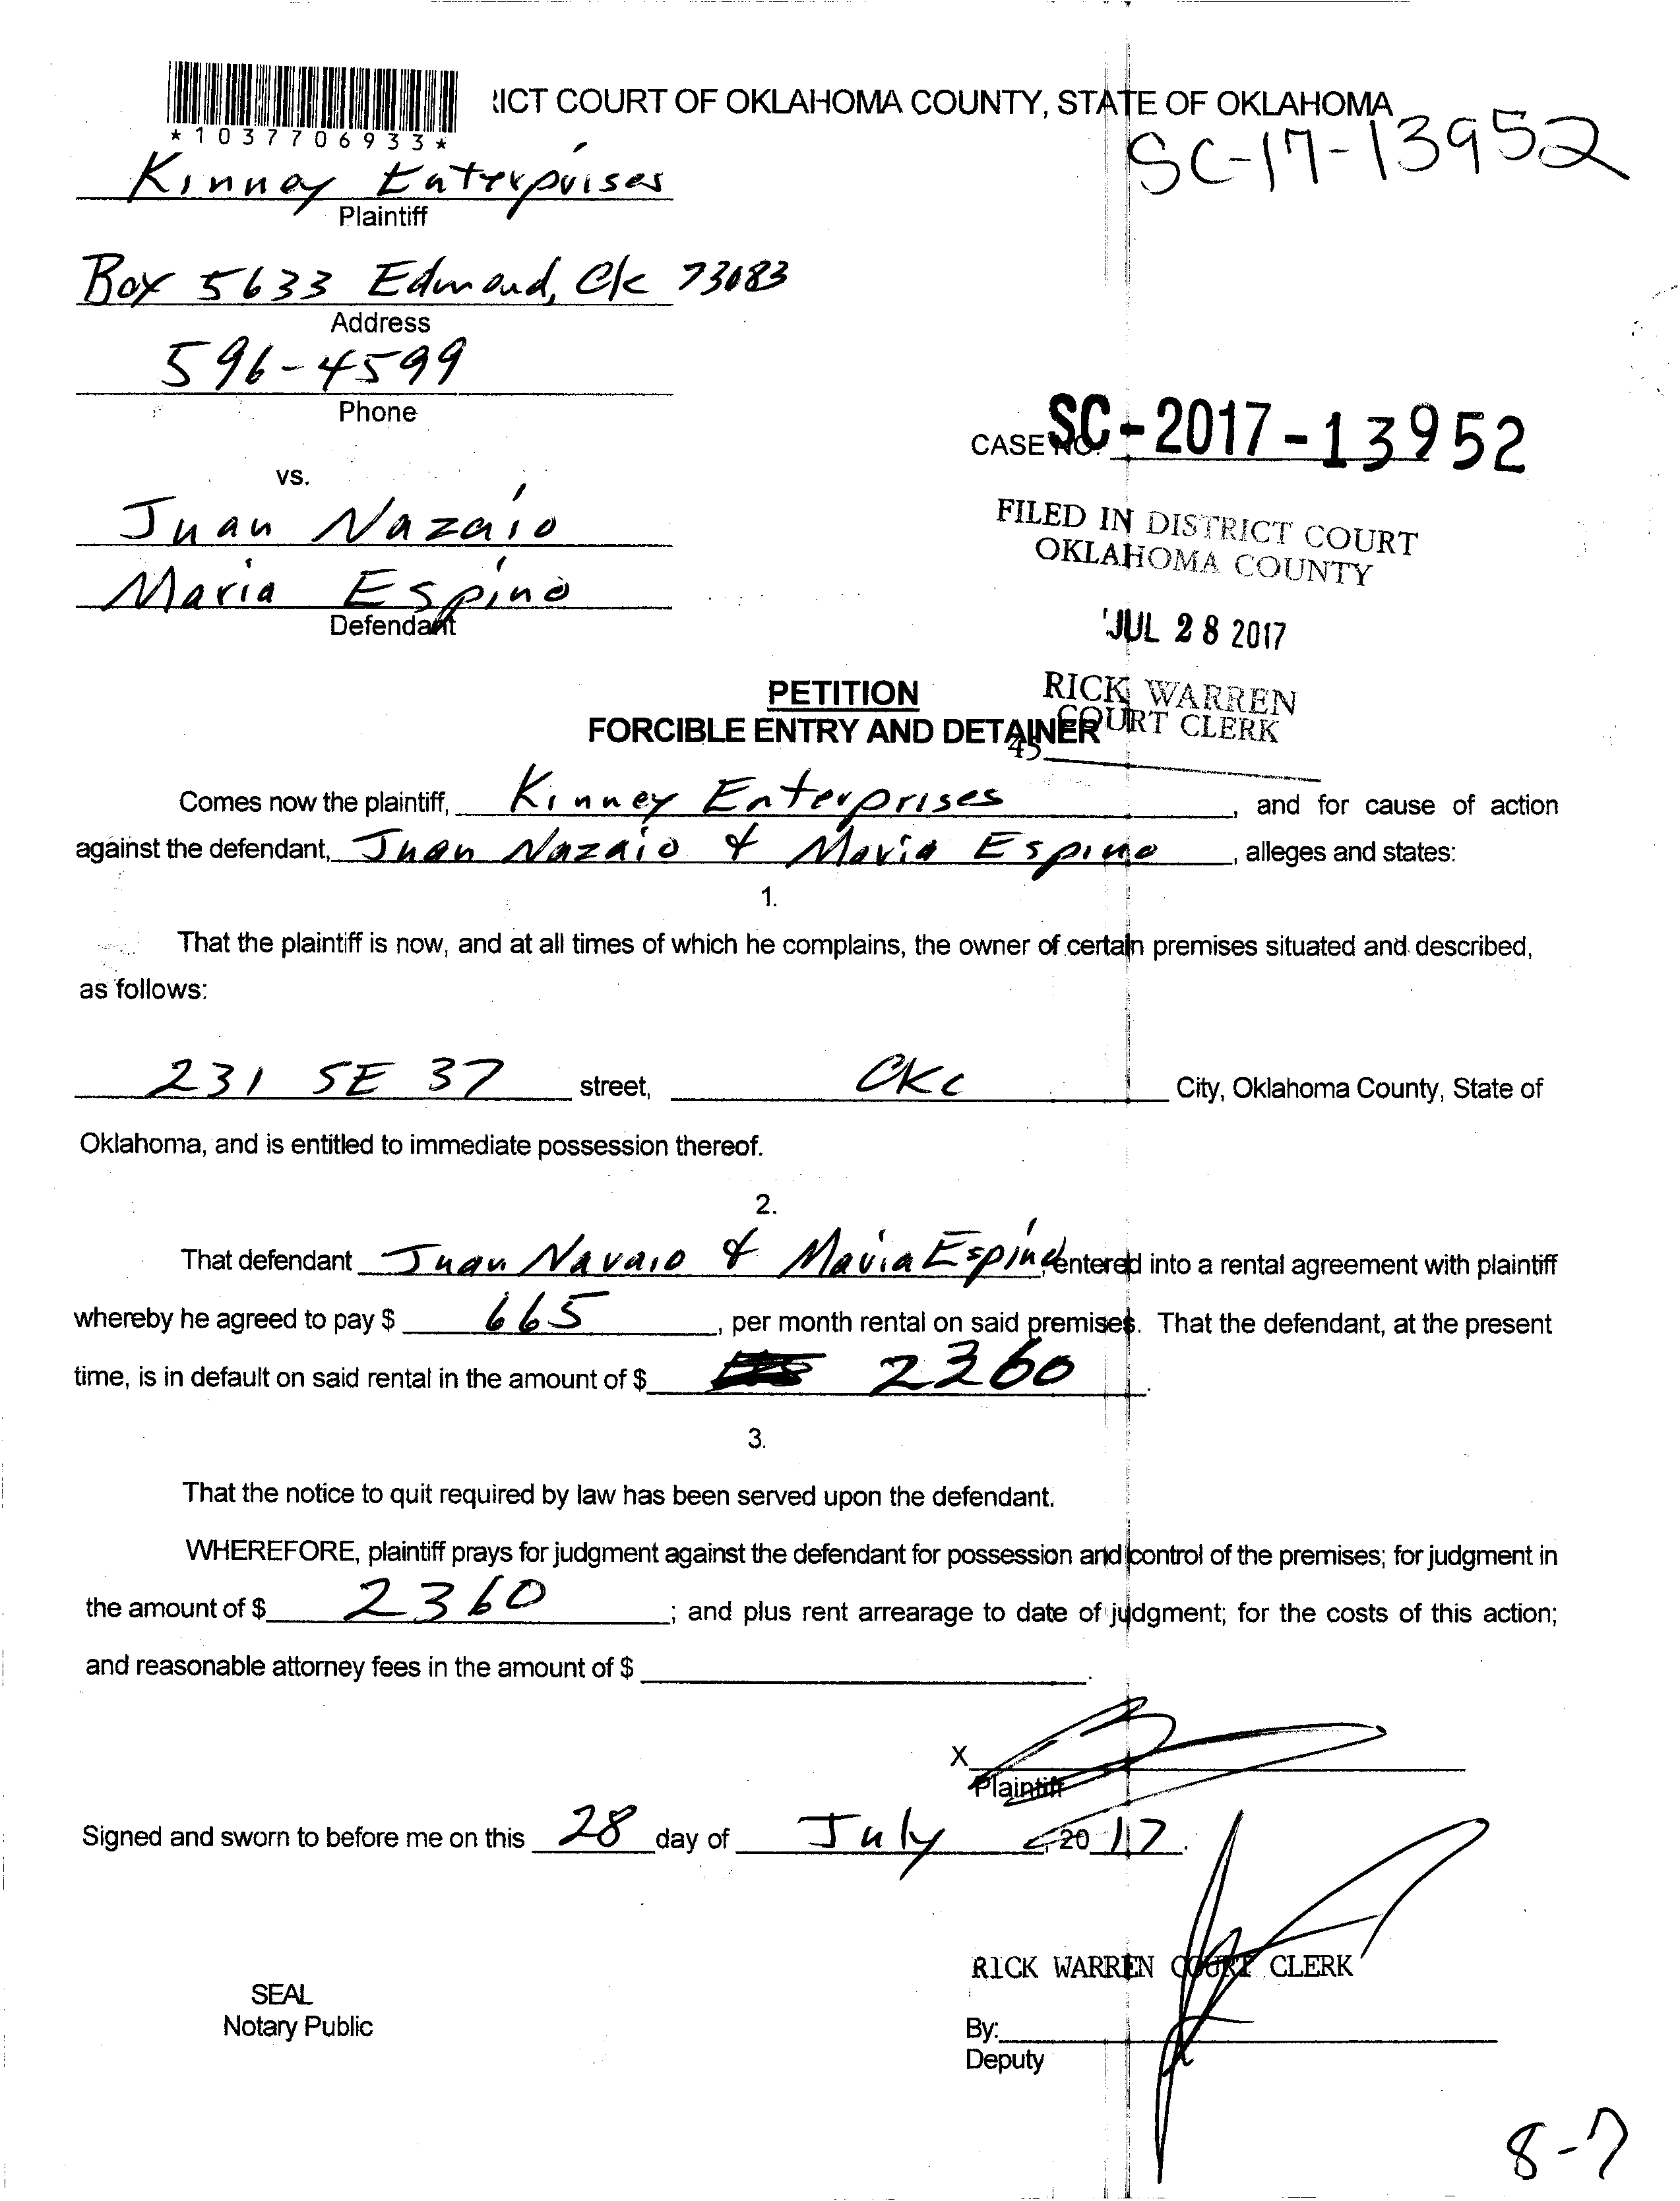 ICT COURT OF OKLAHOMA COUNTY, STATE OF OKLAHOMA
*1037706933*
SC-17-13952
Kinney Enterprises
Plaintiff
Box 5633 Edmond, Ok 73083
Address
596-4599
Phone
CASE NO. SC-2017-13952
vs.
FILED IN DISTRICT COURT
OKLAHOMA COUNTY
Juan Nazaio
Maria Espino
Defendant
JUL 28 2017
RICK WARREN
COURT CLERK
45
PETITION
FORCIBLE ENTRY AND DETAINER
Comes now the plaintiff, Kinney Enterprises, and for cause of action
against the defendant, Juan Nazaio & Maria Espino, alleges and states:
1.
That the plaintiff is now, and at all times of which he complains, the owner of certain premises situated and described,
as follows:
231 SE 37 street, OKC City, Oklahoma County, State of
Oklahoma, and is entitled to immediate possession thereof.
2.
That defendant Juan Navaio & Maria Espino, entered into a rental agreement with plaintiff
whereby he agreed to pay $ 665, per month rental on said premises. That the defendant, at the present
time, is in default on said rental in the amount of $ 2360.
3.
That the notice to quit required by law has been served upon the defendant.
WHEREFORE, plaintiff prays for judgment against the defendant for possession and control of the premises; for judgment in
the amount of $ 2360; and plus rent arrearage to date of judgment; for the costs of this action;
and reasonable attorney fees in the amount of $ .
X
Plaintiff
Signed and sworn to before me on this 28 day of July, 2017.
RICK WARREN COURT CLERK
SEAL
Notary Public
By:
Deputy
8-7